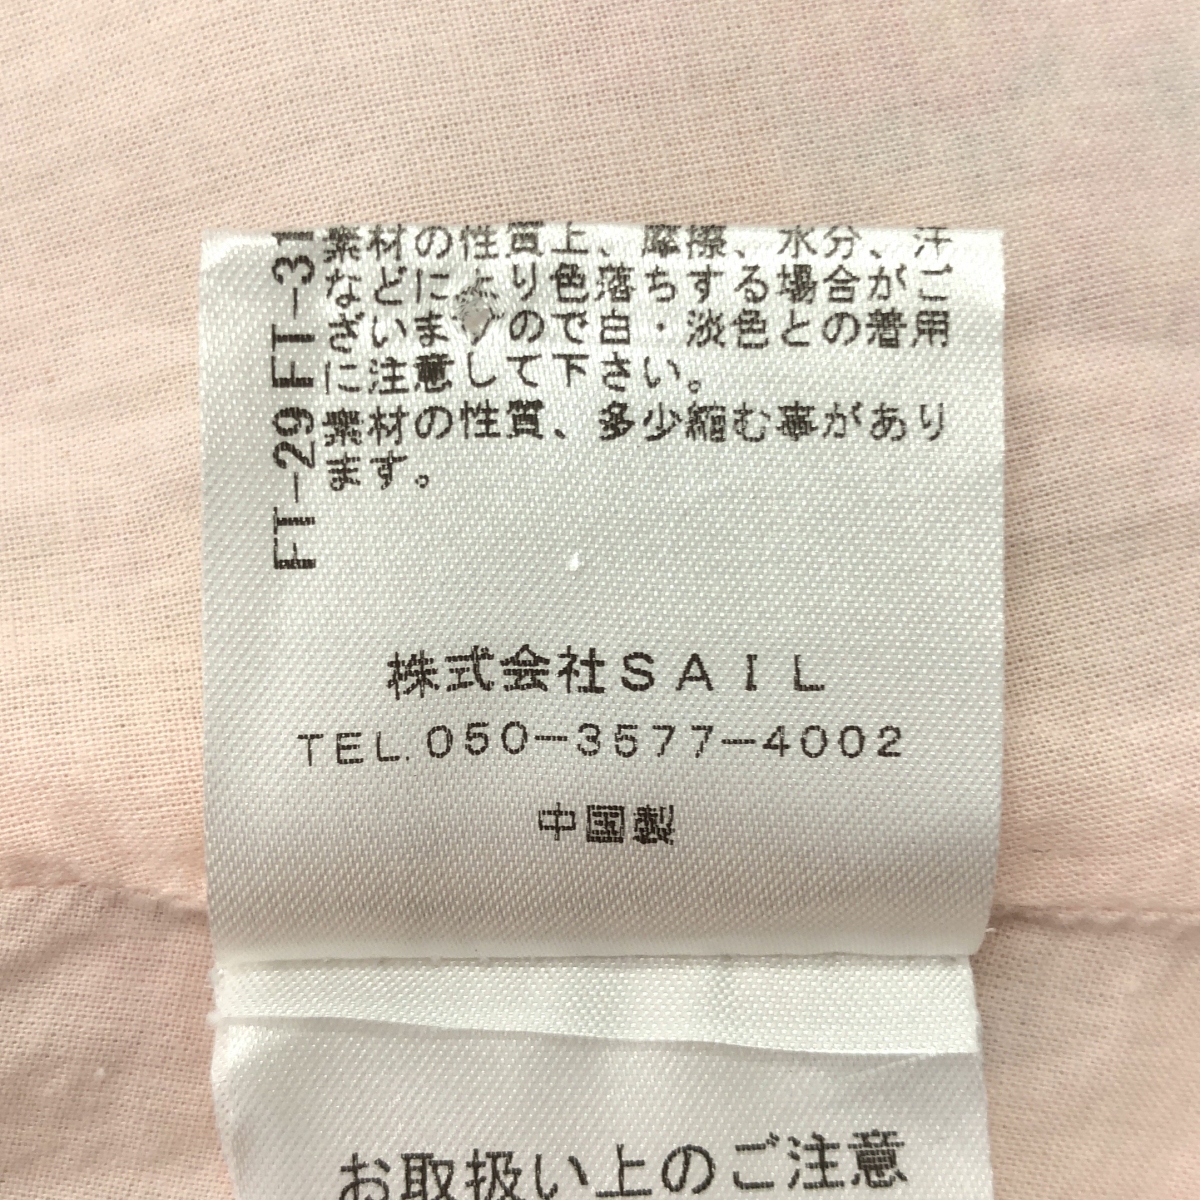 素材の性質上、摩擦、水分、汗
などにより色落ちする場合がご
ざいま ので白・淡色との着用
に注意して下さい。
素材の性質、多少縮む事があり
ます。
FT-29 FT-31
株式会社SAIL
TEL.050-3577-4002
中国製
お取扱い上のご注意